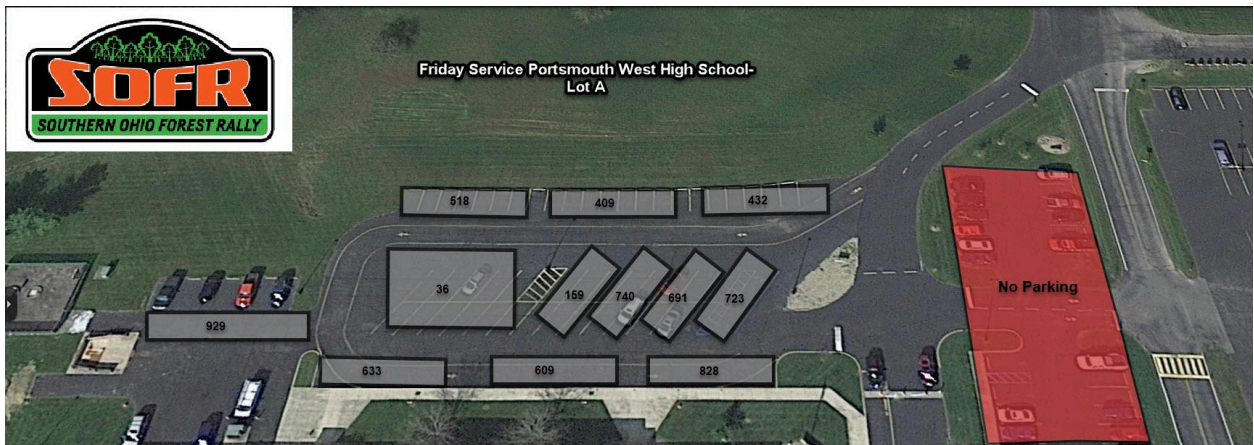 SOFR
SOUTHERN OHIO FOREST RALLY
Friday Service Portsmouth West High School-
Lot A
518
409
432
36
159
740
691
723
No Parking
929
633
609
828